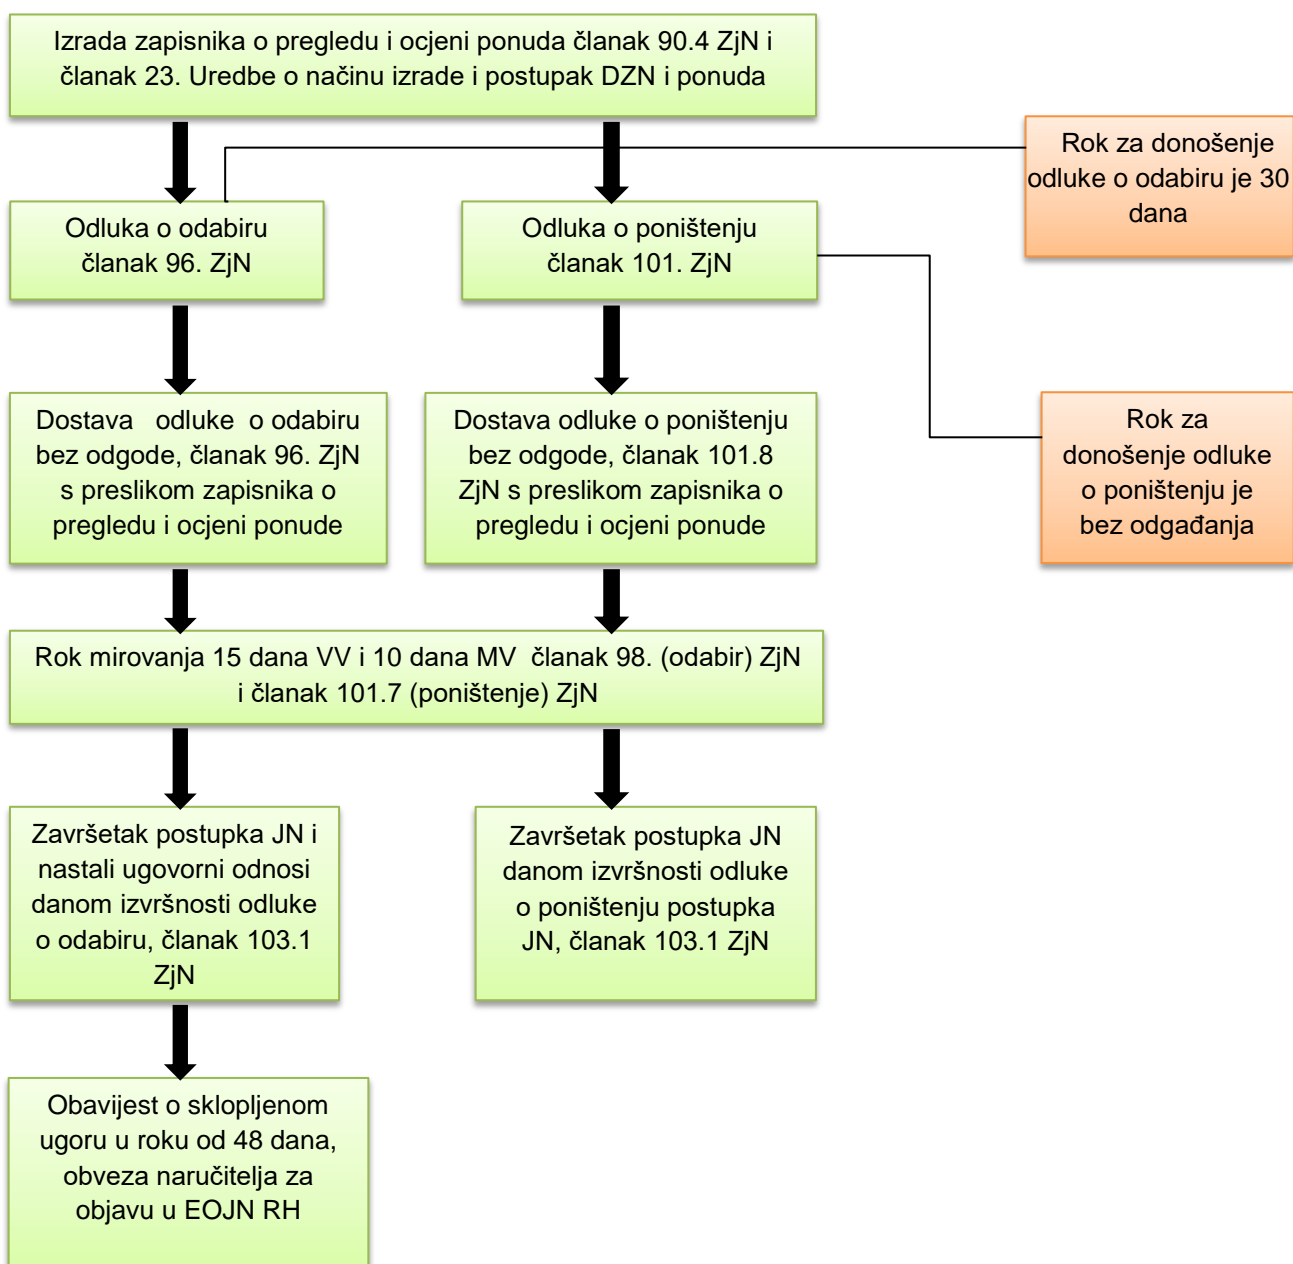 Izrada zapisnika o pregledu i ocjeni ponuda članak 90.4 ZjN i
članak 23. Uredbe o načinu izrade i postupak DZN i ponuda
Rok za donošenje
odluke o odabiru je 30
dana
Odluka o odabiru
članak 96. ZjN
Odluka o poništenju
članak 101. ZjN
Dostava odluke o odabiru
bez odgode, članak 96. ZjN
s preslikom zapisnika o
pregledu i ocjeni ponude
Dostava odluke o poništenju
bez odgode, članak 101.8
ZjN s preslikom zapisnika o
pregledu i ocjeni ponude
Rok za
donošenje odluke
o poništenju je
bez odgađanja
Rok mirovanja 15 dana VV i 10 dana MV članak 98. (odabir) ZjN
i članak 101.7 (poništenje) ZjN
Završetak postupka JN i
nastali ugovorni odnosi
danom izvršnosti odluke
o odabiru, članak 103.1
ZjN
Završetak postupka JN
danom izvršnosti odluke
o poništenju postupka
JN, članak 103.1 ZjN
Obavijest o sklopljenom
ugoru u roku od 48 dana,
obveza naručitelja za
objavu u EOJN RH